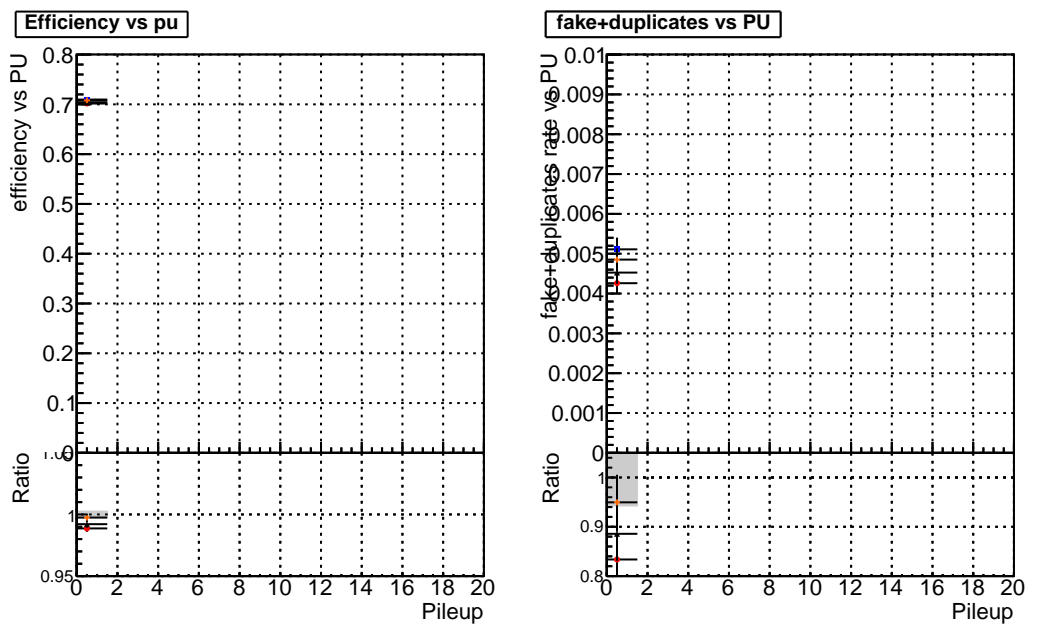 Efficiency vs pu
efficiency vs PU
0.8
0.7
0.6
0.5
0.4
0.3
0.2
0.1
0
Ratio
1
0.95
0 2 4 6 8 10 12 14 16 18 20
Pileup
fake+duplicates vs PU
fake+duplicates rate vs PU
0.01
0.009
0.008
0.007
0.006
0.005
0.004
0.003
0.002
0.001
0
Ratio
1
0.9
0.8
0 2 4 6 8 10 12 14 16 18 20
Pileup